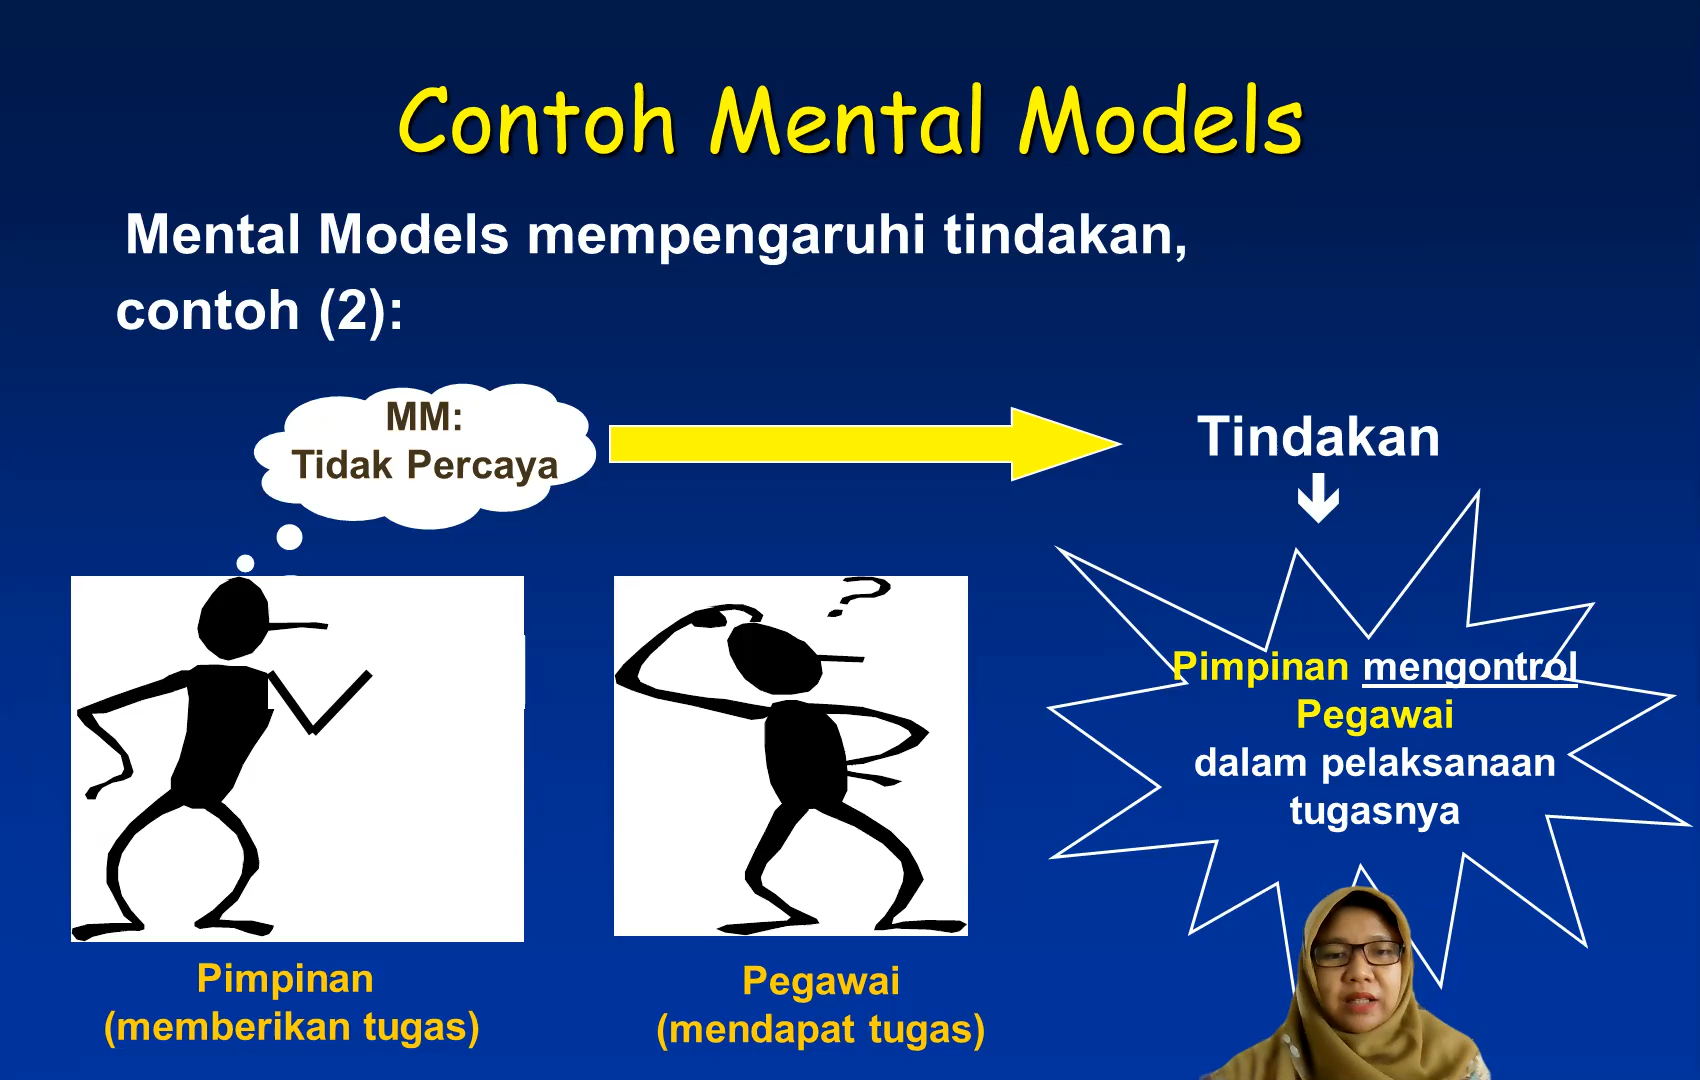 Contoh Mental Models
Mental Models mempengaruhi tindakan,
contoh (2):
MM:
Tidak Percaya
Tindakan
Pimpinan mengontrol
Pegawai
dalam pelaksanaan
tugasnya
?
Pimpinan
(memberikan tugas)
Pegawai
(mendapat tugas)